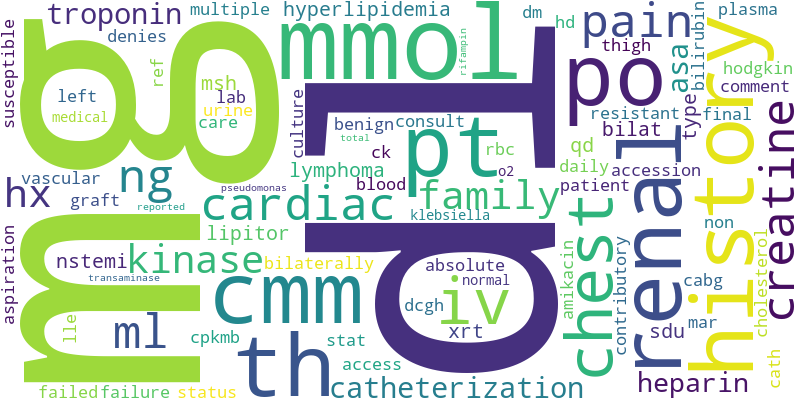 mg
dl
mmol
po
pt
history
renal
chest
cmm
th
iv
cardiac
pain
creatine
troponin
multiple
hyperlipidemia
dm
hd
plasma
denies
ref
rifampin
thigh
bilirubin
susceptible
left
medical
msh
lab
urine
care
culture
benign
consult
total
ck
rbc
o2
asa
type
resistant
bilat
final
hodgkin
comment
qd
daily
accession
patient
hx
vascular
ng
graft
reported
pseudomonas
lymphoma
blood
family
klebsiella
lipitor
kinase
bilaterally
nstemi
transaminase
aspiration
lle
ml
cpkmb
stat
access
absolute
normal
dcgh
xrt
amikacin
contributory
non
cabg
mar
sdu
cholesterol
cath
heparin
catheterization
failed
failure
status